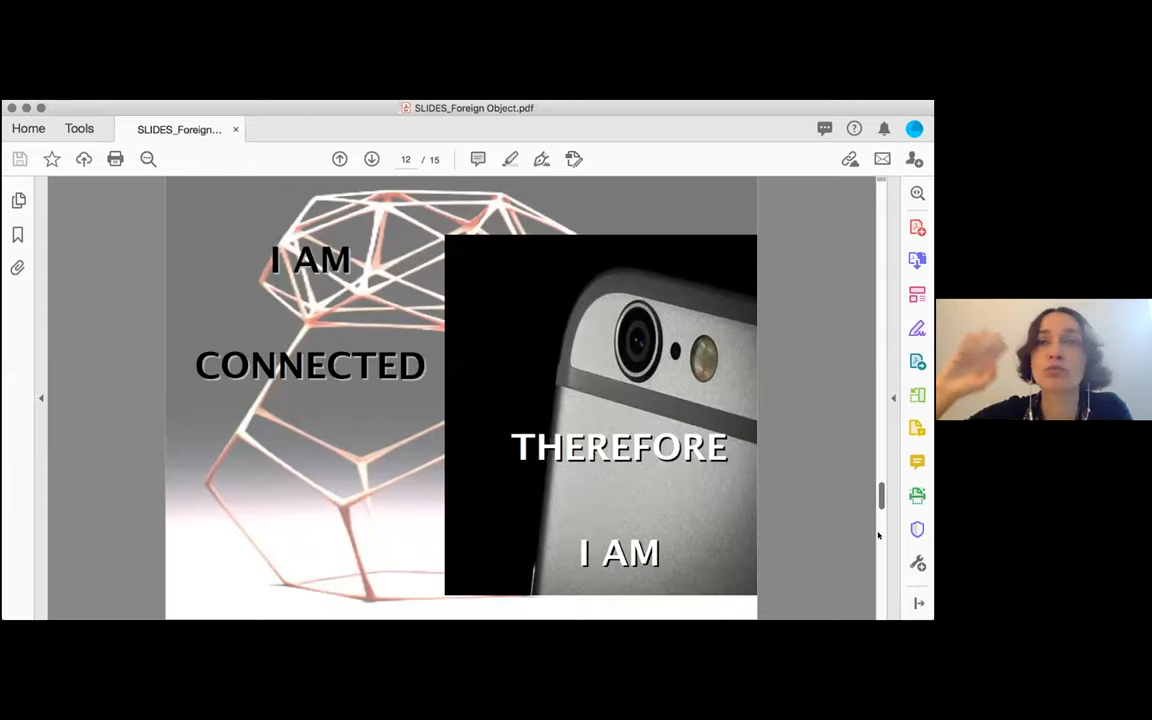 SLIDES_Foreign Object.pdf
Home Tools SLIDES_Foreign... ×
12 / 15
I AM
CONNECTED
THEREFORE
I AM